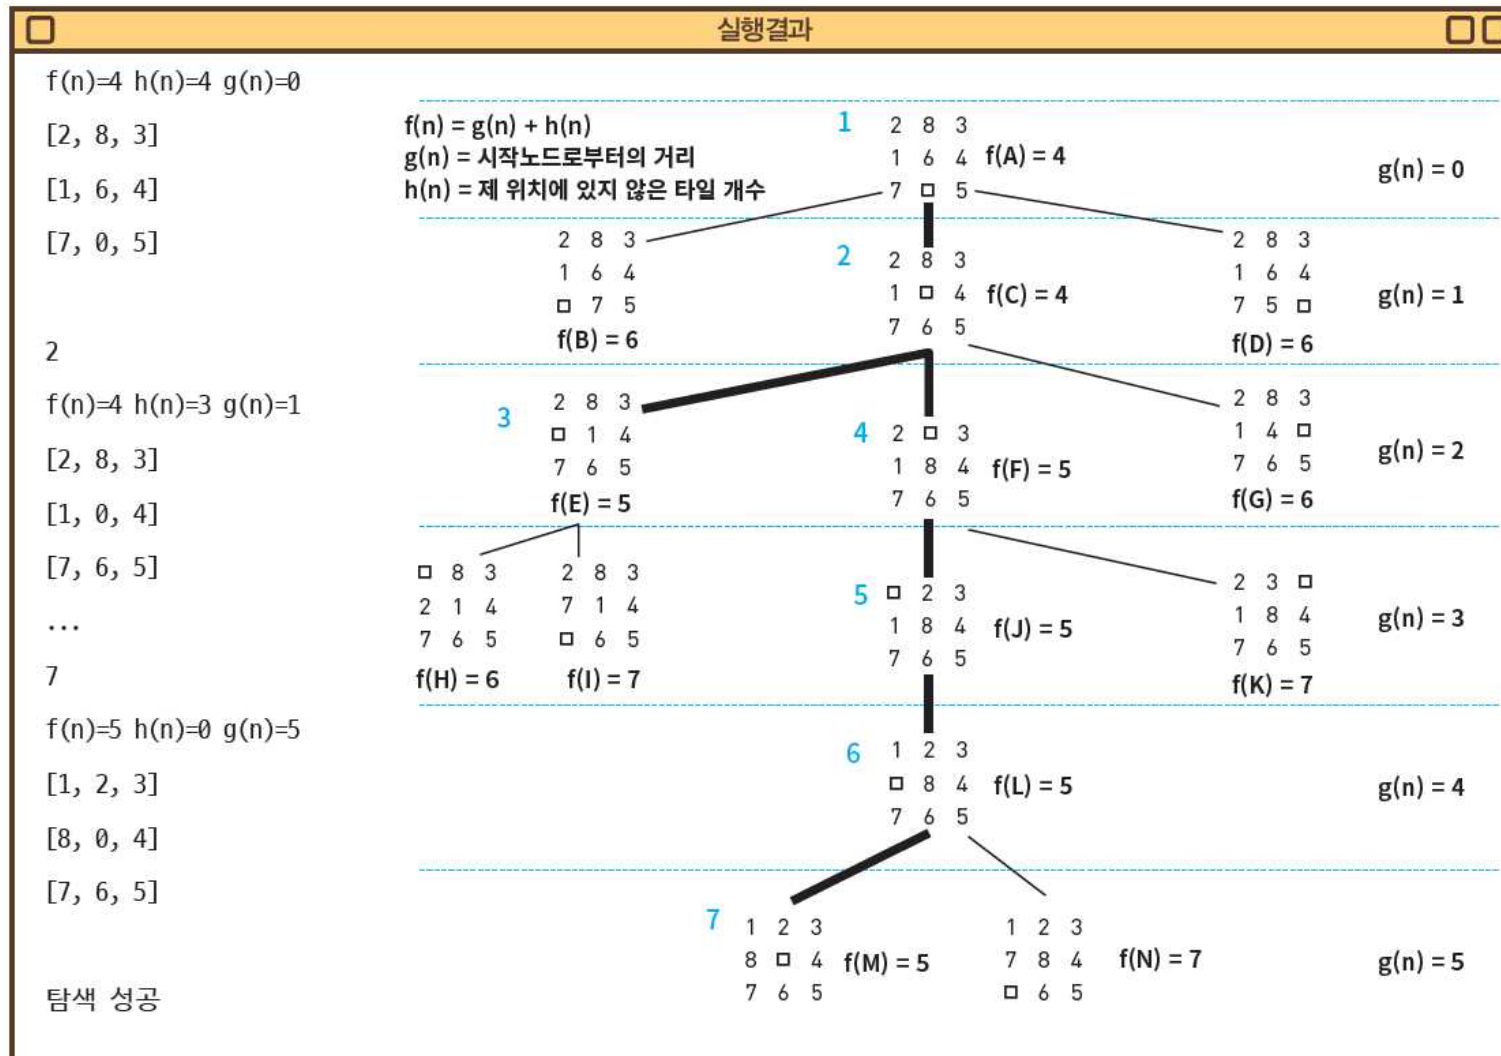 실행결과
f(n)=4 h(n)=4 g(n)=0
[2, 8, 3]
[1, 6, 4]
[7, 0, 5]
2
f(n)=4 h(n)=3 g(n)=1
[2, 8, 3]
[1, 0, 4]
[7, 6, 5]
...
7
f(n)=5 h(n)=0 g(n)=5
[1, 2, 3]
[8, 0, 4]
[7, 6, 5]
탐색 성공
f(n) = g(n) + h(n)
g(n) = 시작노드로부터의 거리
h(n) = 제 위치에 있지 않은 타일 개수
1
2 8 3
1 6 4
7 □ 5
f(A) = 4
g(n) = 0
2 8 3
1 6 4
□ 7 5
f(B) = 6
2
2 8 3
1 □ 4
7 6 5
f(C) = 4
2 8 3
1 6 4
7 5 □
f(D) = 6
g(n) = 1
3
2 8 3
□ 1 4
7 6 5
f(E) = 5
4
2 □ 3
1 8 4
7 6 5
f(F) = 5
2 8 3
1 4 □
7 6 5
f(G) = 6
g(n) = 2
□ 8 3
2 1 4
7 6 5
f(H) = 6
2 8 3
7 1 4
□ 6 5
f(I) = 7
5
□ 2 3
1 8 4
7 6 5
f(J) = 5
2 3 □
1 8 4
7 6 5
f(K) = 7
g(n) = 3
6
1 2 3
□ 8 4
7 6 5
f(L) = 5
g(n) = 4
7
1 2 3
8 □ 4
7 6 5
f(M) = 5
1 2 3
7 8 4
□ 6 5
f(N) = 7
g(n) = 5